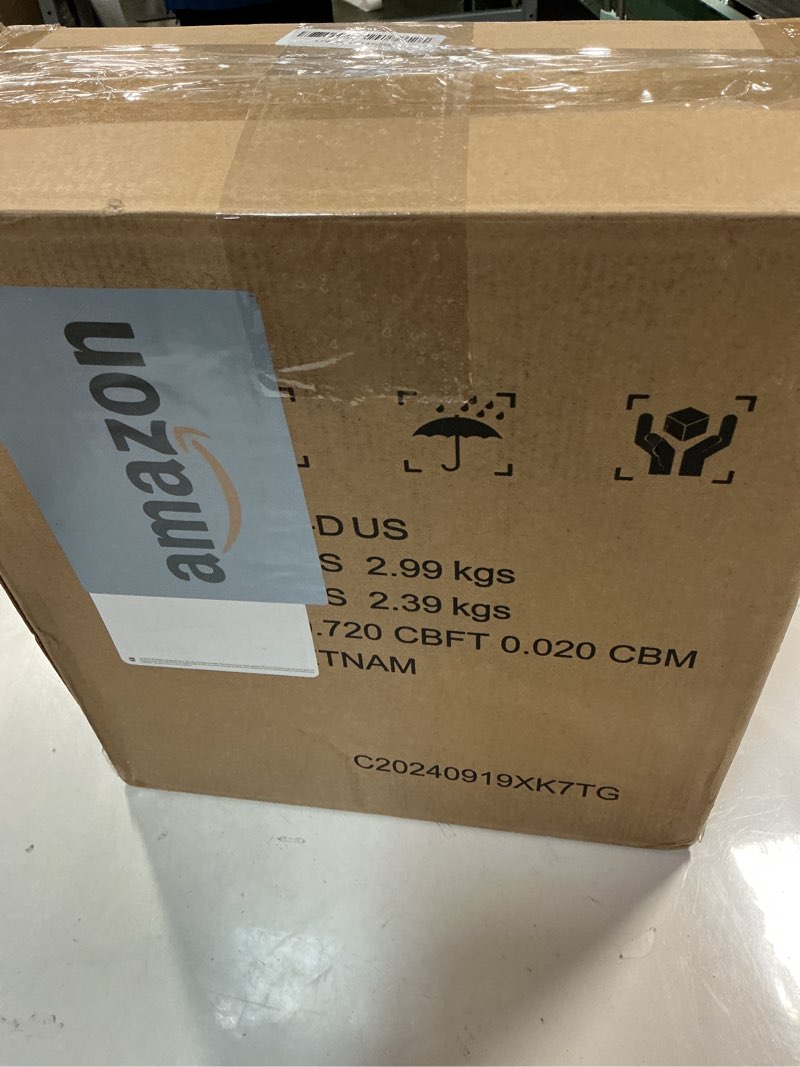 amazon
-D US
S 2.99 kgs
S 2.39 kgs
.720 CBFT 0.020 CBM
TNAM
C20240919XK7TG